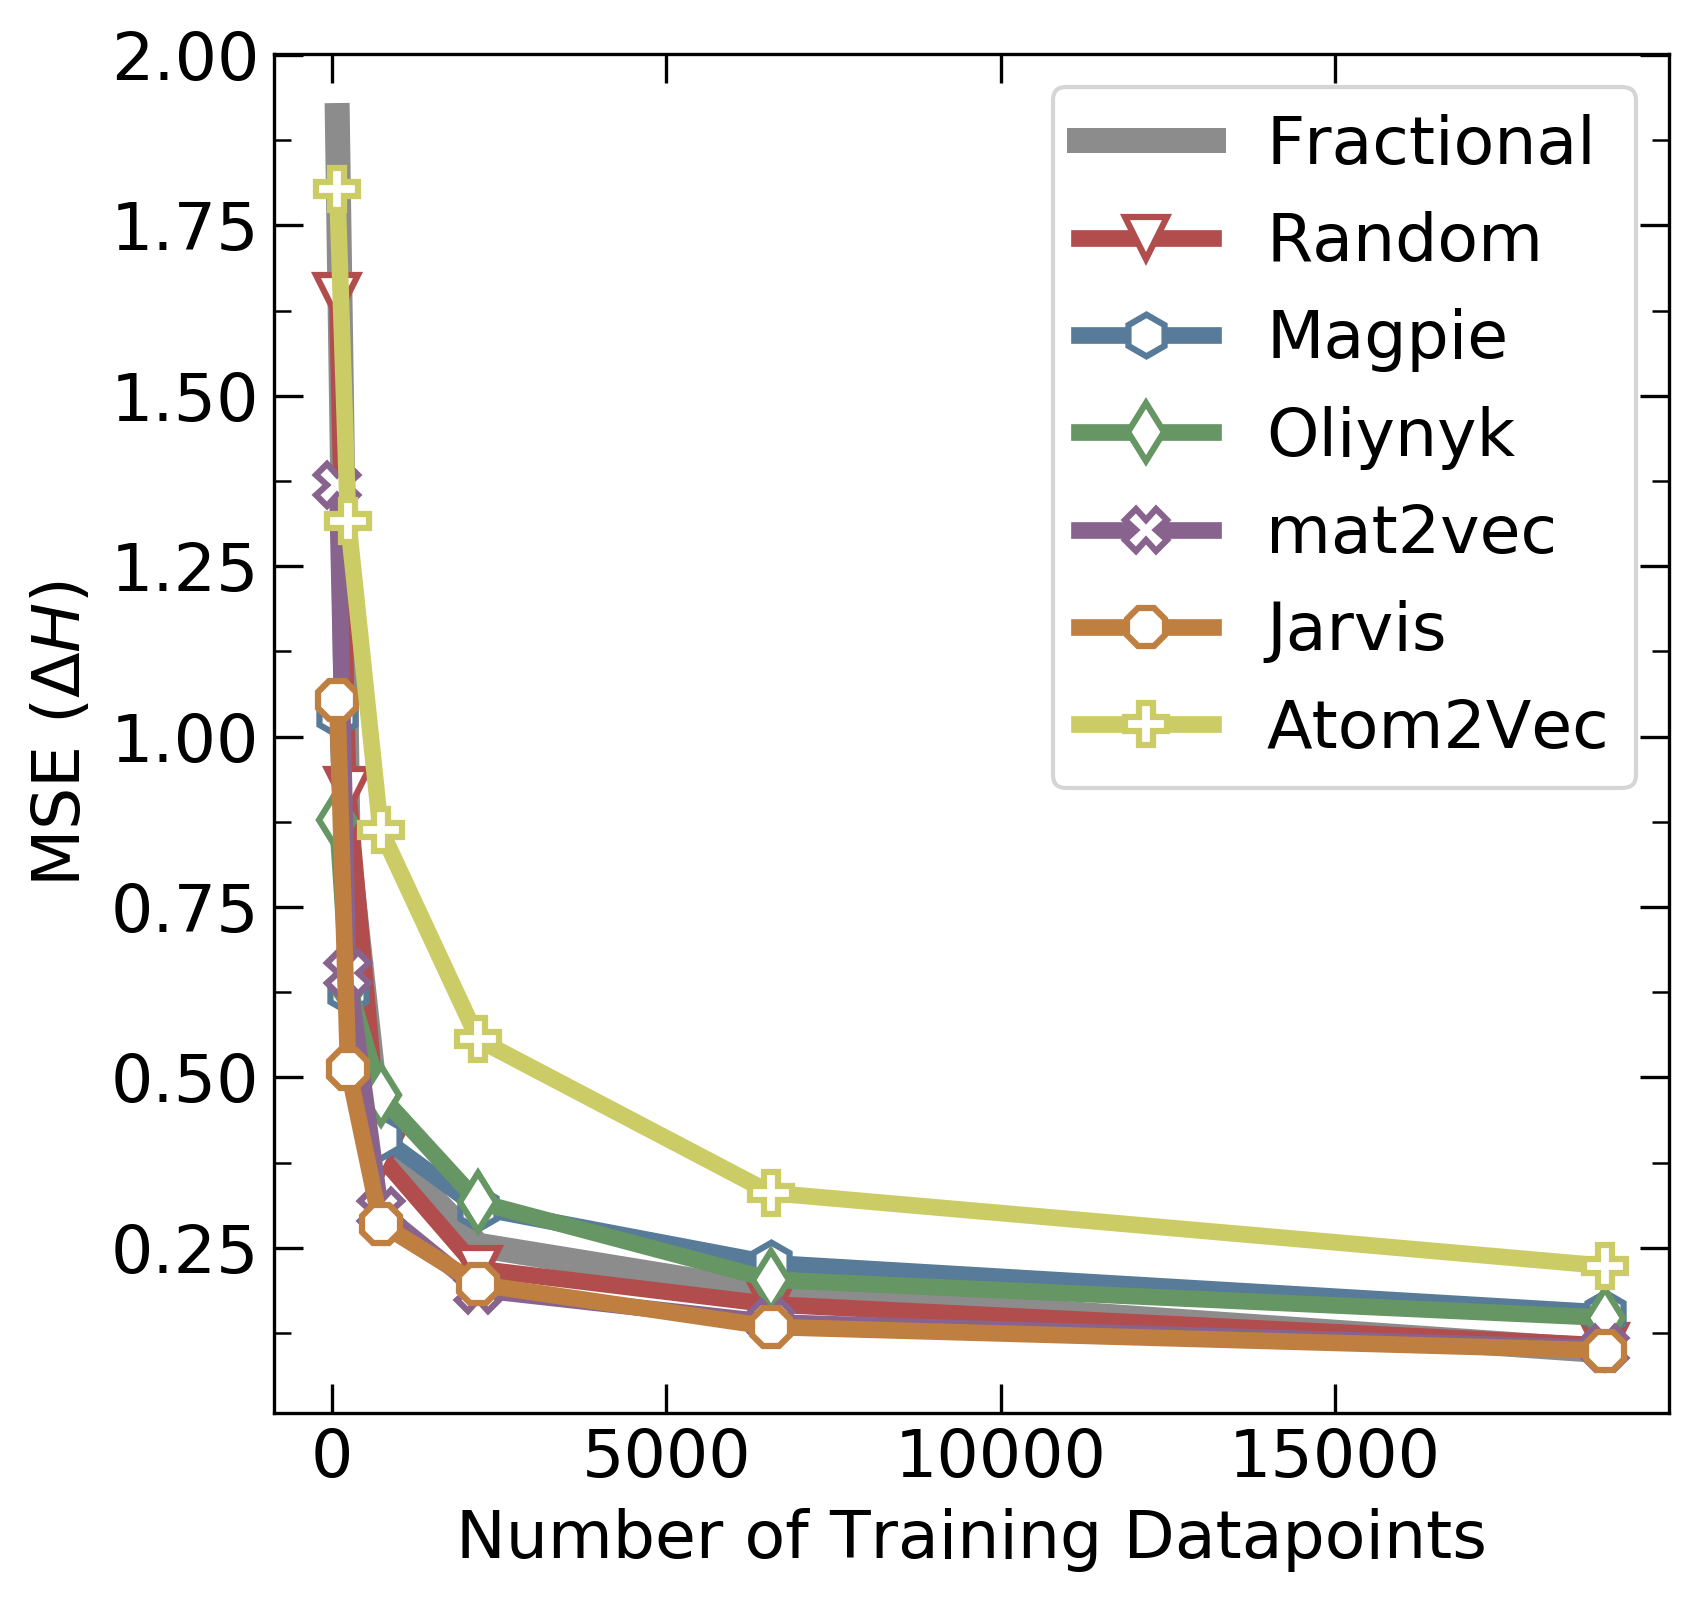 2.00
1.75
1.50
1.25
1.00
0.75
0.50
0.25
MSE (ΔH)
Fractional
Random
Magpie
Oliynyk
mat2vec
Jarvis
Atom2Vec
0 5000 10000 15000
Number of Training Datapoints